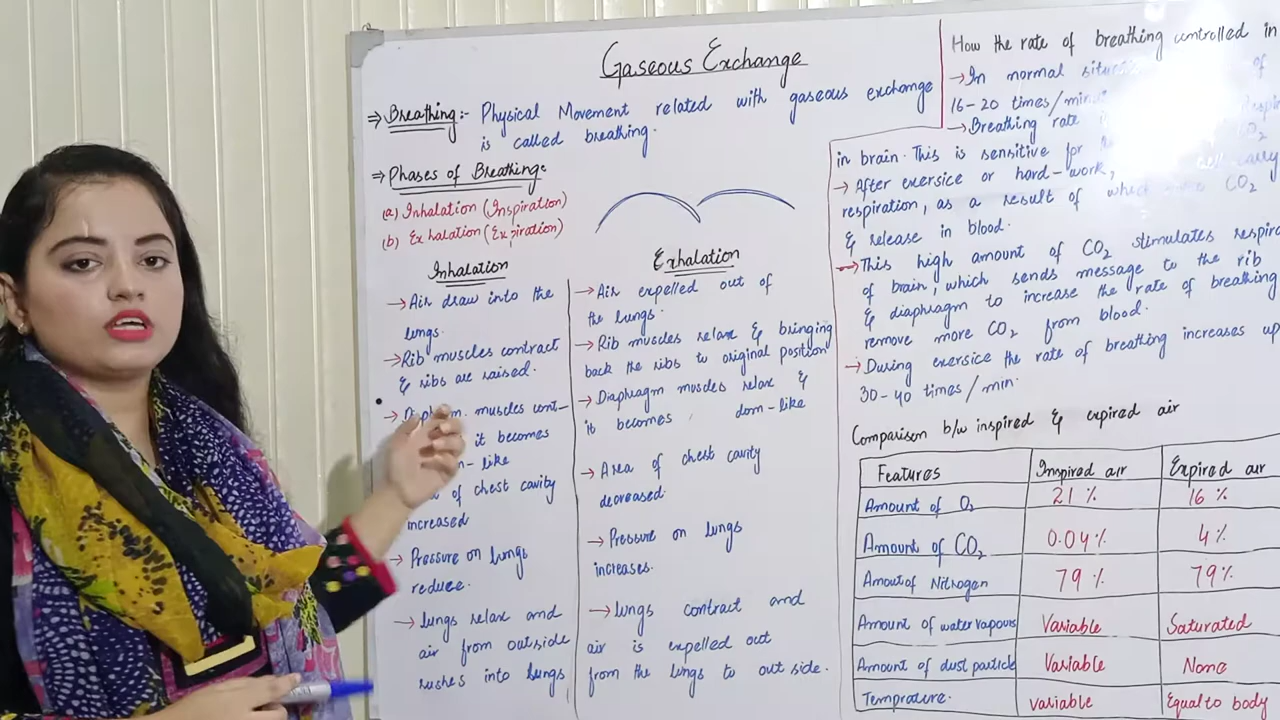 Gaseous Exchange
⇒ Breathing:- Physical Movement related with gaseous exchange
is called breathing.
⇒ Phases of Breathing:
(a) Inhalation (Inspiration)
(b) Exhalation (Expiration)
Inhalation
→ Air draw into the
lungs.
→ Rib muscles contract
& ribs are raised.
→ muscles cont-
it becomes
like
of chest cavity
increased
→ Pressure on lungs
reduce.
→ lungs relax and
air from outside
rushes into lungs
Exhalation
→ Air expelled out of
the lungs.
→ Rib muscles relax & bringing
back the ribs to original position
→ Diaphragm muscles relax &
it becomes dom-like
→ Area of chest cavity
decreased.
→ Pressure on lungs
increases.
→ lungs contract and
air is expelled out
from the lungs to out side.
How the rate of breathing controlled in
→ In normal of
16-20 times/
→ Breathing rate
in brain. This is sensitive for
→ After exersice or hard-work, carry
respiration, as a result of CO2
& release in blood.
→ This high amount of CO2 stimulates
of brain, which sends message to the rib
& diaphragm to increase the rate of breathing
remove more CO2 from blood.
→ During exersice the rate of breathing increases up
30-40 times/min.
Comparison b/w inspired & expired air
Features Inspired air Expired air
Amount of O2 21% 16%
Amount of CO2 0.04% 4%
Amount of Nitrogen 79% 79%
Amount of water vapours Variable Saturated
Amount of dust particle Variable None
Temprature. variable Equal to body